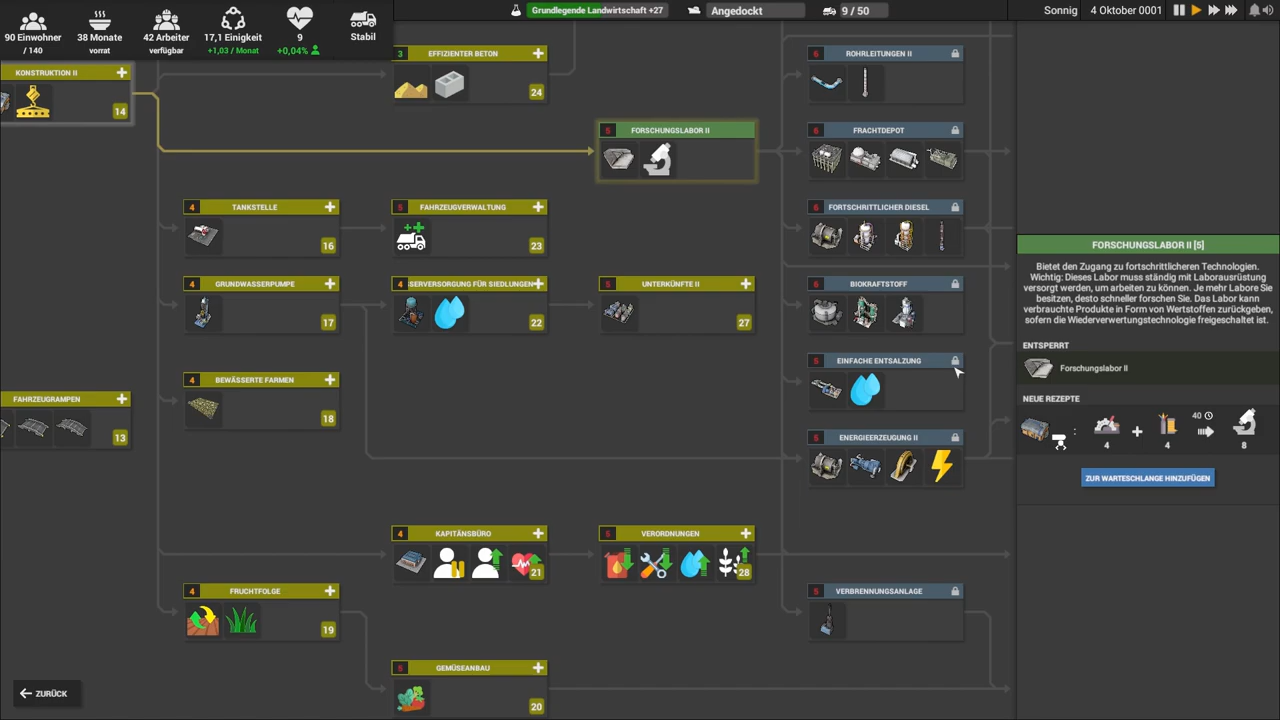 90 Einwohner
/ 140
38 Monate
vorrat
42 Arbeiter
verfügbar
17,1 Einigkeit
+1,03 / Monat
9
+0,04%
Stabil
Grundlegende Landwirtschaft +27
Angedockt
9 / 50
Sonnig
4 Oktober 0001
KONSTRUKTION II
14
3
EFFIZIENTER BETON
24
6
ROHRLEITUNGEN II
5
FORSCHUNGSLABOR II
6
FRACHTDEPOT
4
TANKSTELLE
16
5
FAHRZEUGVERWALTUNG
23
6
FORTSCHRITTLICHER DIESEL
4
GRUNDWASSERPUMPE
17
4
SERVERSORGUNG FÜR SIEDLUNGEN
22
5
UNTERKÜNFTE II
27
6
BIOKRAFTSTOFF
FAHRZEUGRAMPEN
13
4
BEWÄSSERTE FARMEN
18
5
EINFACHE ENTSALZUNG
5
ENERGIEERZEUGUNG II
4
KAPITÄNSBÜRO
21
5
VERORDNUNGEN
28
4
FRUCHTFOLGE
19
5
VERBRENNUNGSANLAGE
5
GEMÜSEANBAU
20
ZURÜCK
FORSCHUNGSLABOR II [5]
Bietet den Zugang zu fortschrittlicheren Technologien.
Wichtig: Dieses Labor muss ständig mit Laborausrüstung
versorgt werden, um arbeiten zu können. Je mehr Labore Sie
besitzen, desto schneller forschen Sie. Das Labor kann
verbrauchte Produkte in Form von Wertstoffen zurückgeben,
sofern die Wiederverwertungstechnologie freigeschaltet ist.
ENTSPERRT
Forschungslabor II
NEUE REZEPTE
: + 40
4 4 8
ZUR WARTESCHLANGE HINZUFÜGEN